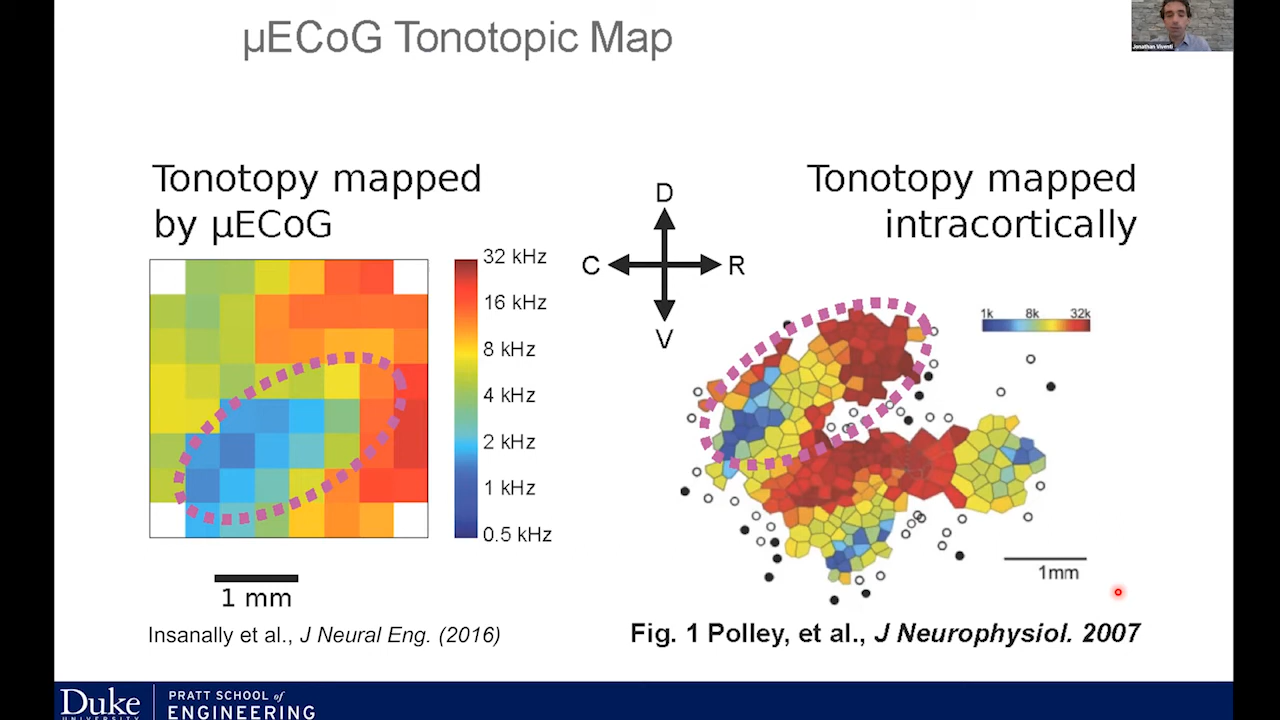 µECoG Tonotopic Map
Jonathan Viventi
Tonotopy mapped
by µECoG
32 kHz
16 kHz
8 kHz
4 kHz
2 kHz
1 kHz
0.5 kHz
1 mm
Insanally et al., J Neural Eng. (2016)
D
C
R
V
Tonotopy mapped
intracortically
1k 8k 32k
1mm
Fig. 1 Polley, et al., J Neurophysiol. 2007
Duke
UNIVERSITY
PRATT SCHOOL of
ENGINEERING